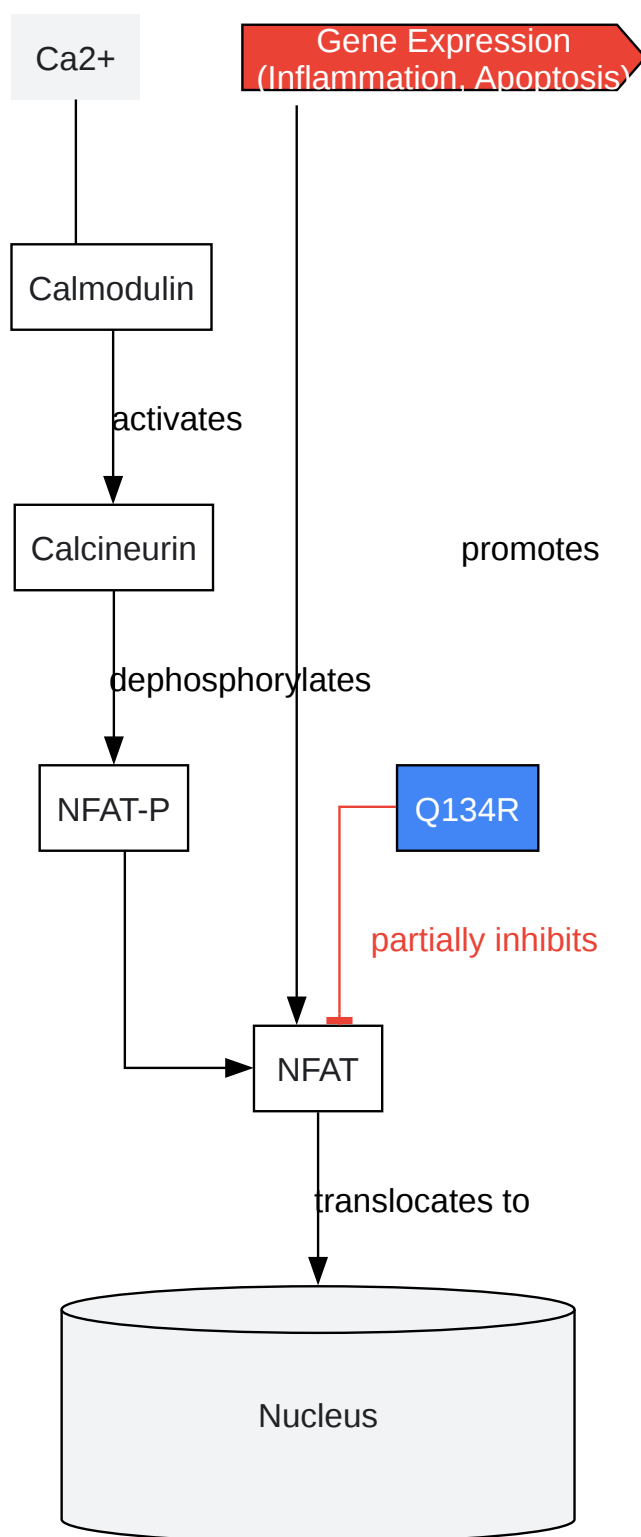 Ca2+
Gene Expression
(Inflammation, Apoptosis)
Calmodulin
activates
Calcineurin
promotes
dephosphorylates
NFAT-P
Q134R
partially inhibits
NFAT
translocates to
Nucleus